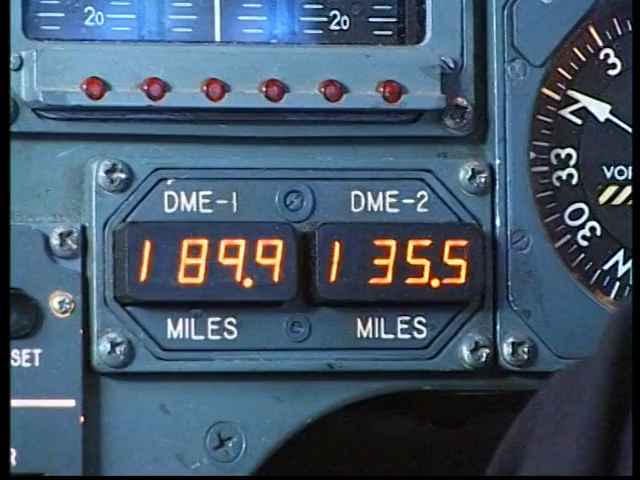 20 20
DME-1 DME-2
189.9 135.5
MILES MILES
3
33
30
W
VOR
SET
R